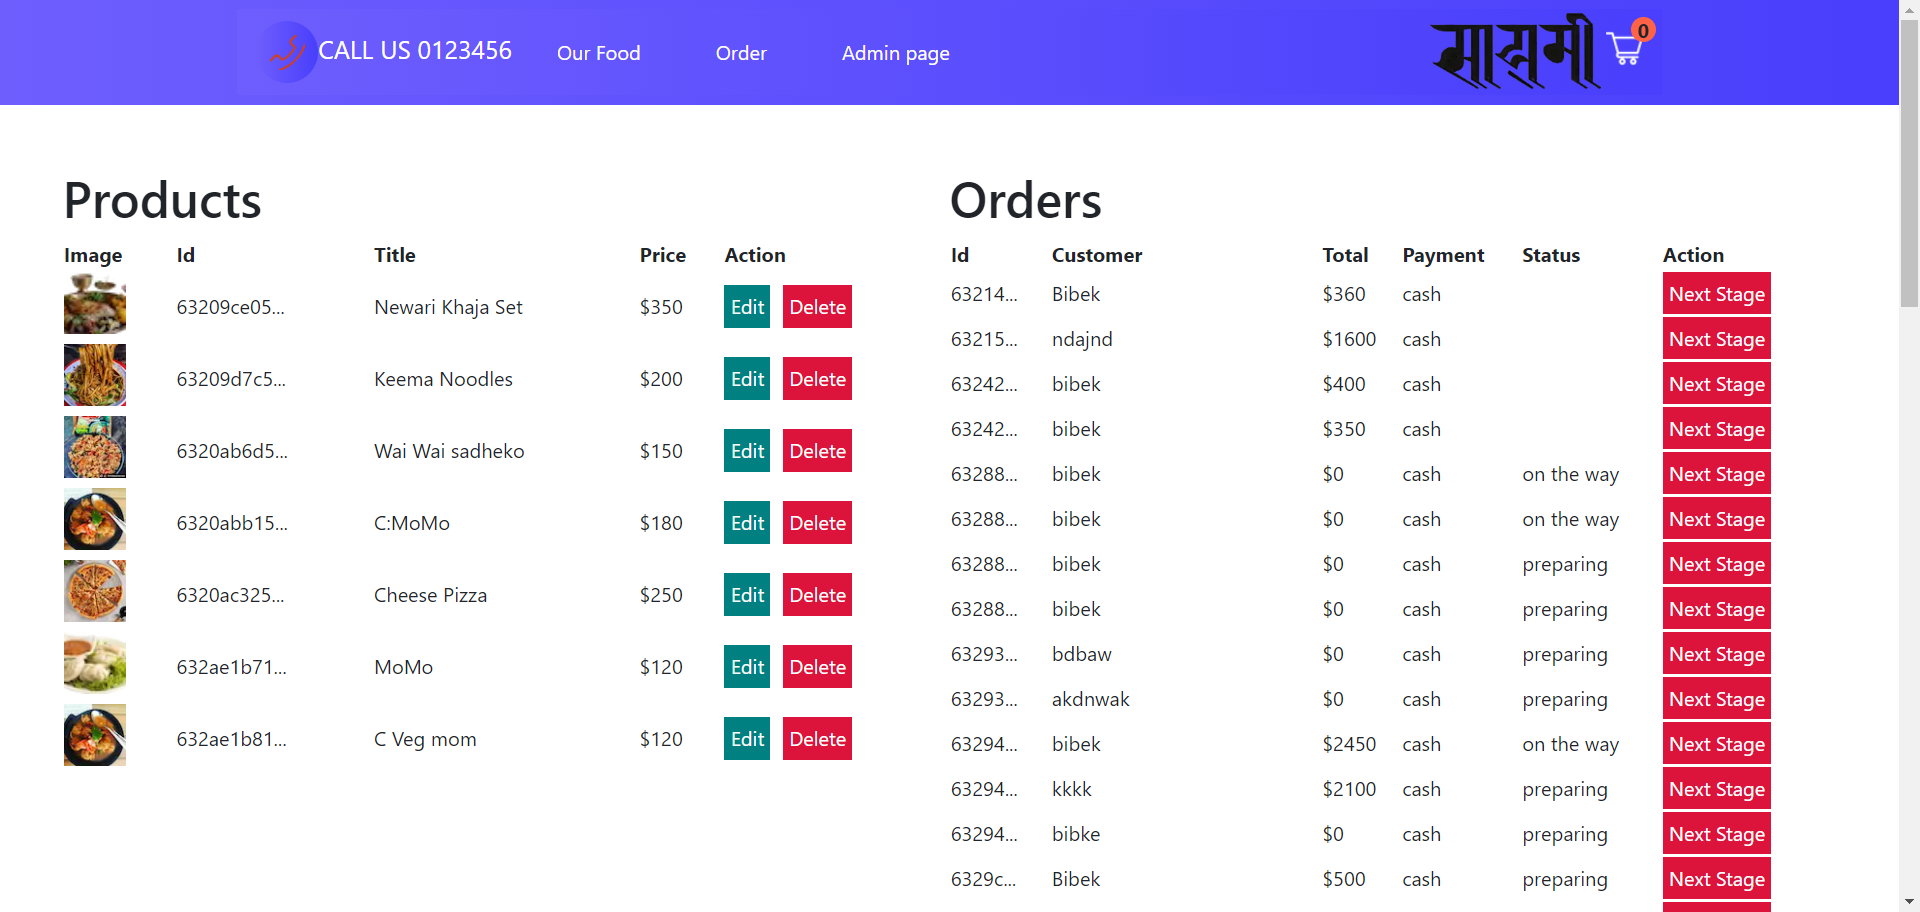 CALL US 0123456 Our Food Order Admin page 0
Products
Image Id Title Price Action
63209ce05... Newari Khaja Set $350 Edit Delete
63209d7c5... Keema Noodles $200 Edit Delete
6320ab6d5... Wai Wai sadheko $150 Edit Delete
6320abb15... C:MoMo $180 Edit Delete
6320ac325... Cheese Pizza $250 Edit Delete
632ae1b71... MoMo $120 Edit Delete
632ae1b81... C Veg mom $120 Edit Delete
Orders
Id Customer Total Payment Status Action
63214... Bibek $360 cash Next Stage
63215... ndajnd $1600 cash Next Stage
63242... bibek $400 cash Next Stage
63242... bibek $350 cash Next Stage
63288... bibek $0 cash on the way Next Stage
63288... bibek $0 cash on the way Next Stage
63288... bibek $0 cash preparing Next Stage
63288... bibek $0 cash preparing Next Stage
63293... bdbaw $0 cash preparing Next Stage
63293... akdnwak $0 cash preparing Next Stage
63294... bibek $2450 cash on the way Next Stage
63294... kkkk $2100 cash preparing Next Stage
63294... bibke $0 cash preparing Next Stage
6329c... Bibek $500 cash preparing Next Stage